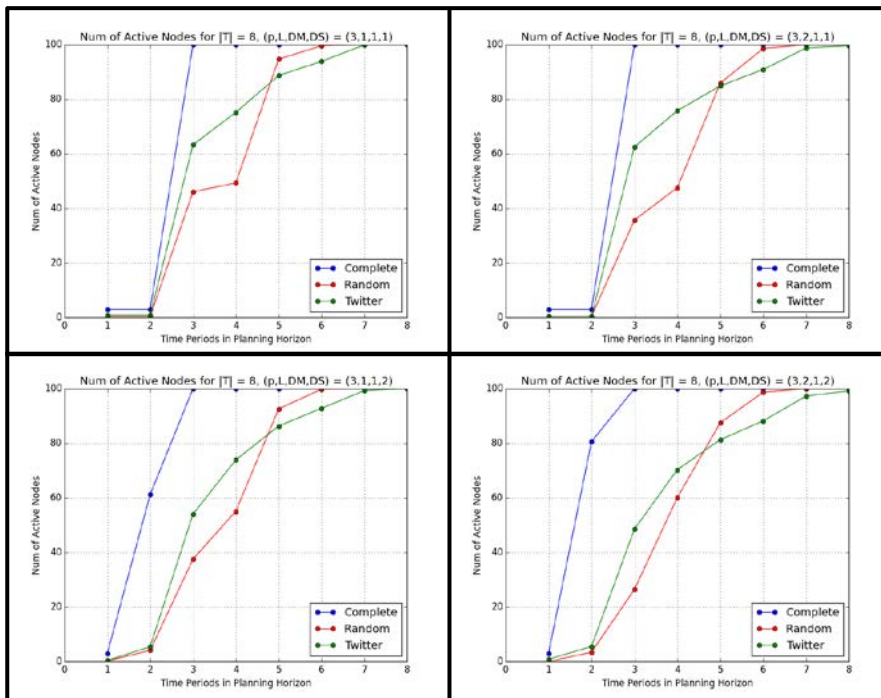 Num of Active Nodes for |T| = 8, (p,L,DM,DS) = (3,1,1,1)
100
80
60
40
20
0
Num of Active Nodes
Complete
Random
Twitter
0 1 2 3 4 5 6 7 8
Time Periods in Planning Horizon
Num of Active Nodes for |T| = 8, (p,L,DM,DS) = (3,2,1,1)
100
80
60
40
20
0
Num of Active Nodes
Complete
Random
Twitter
0 1 2 3 4 5 6 7 8
Time Periods in Planning Horizon
Num of Active Nodes for |T| = 8, (p,L,DM,DS) = (3,1,1,2)
100
80
60
40
20
0
Num of Active Nodes
Complete
Random
Twitter
0 1 2 3 4 5 6 7 8
Time Periods in Planning Horizon
Num of Active Nodes for |T| = 8, (p,L,DM,DS) = (3,2,1,2)
100
80
60
40
20
0
Num of Active Nodes
Complete
Random
Twitter
0 1 2 3 4 5 6 7 8
Time Periods in Planning Horizon